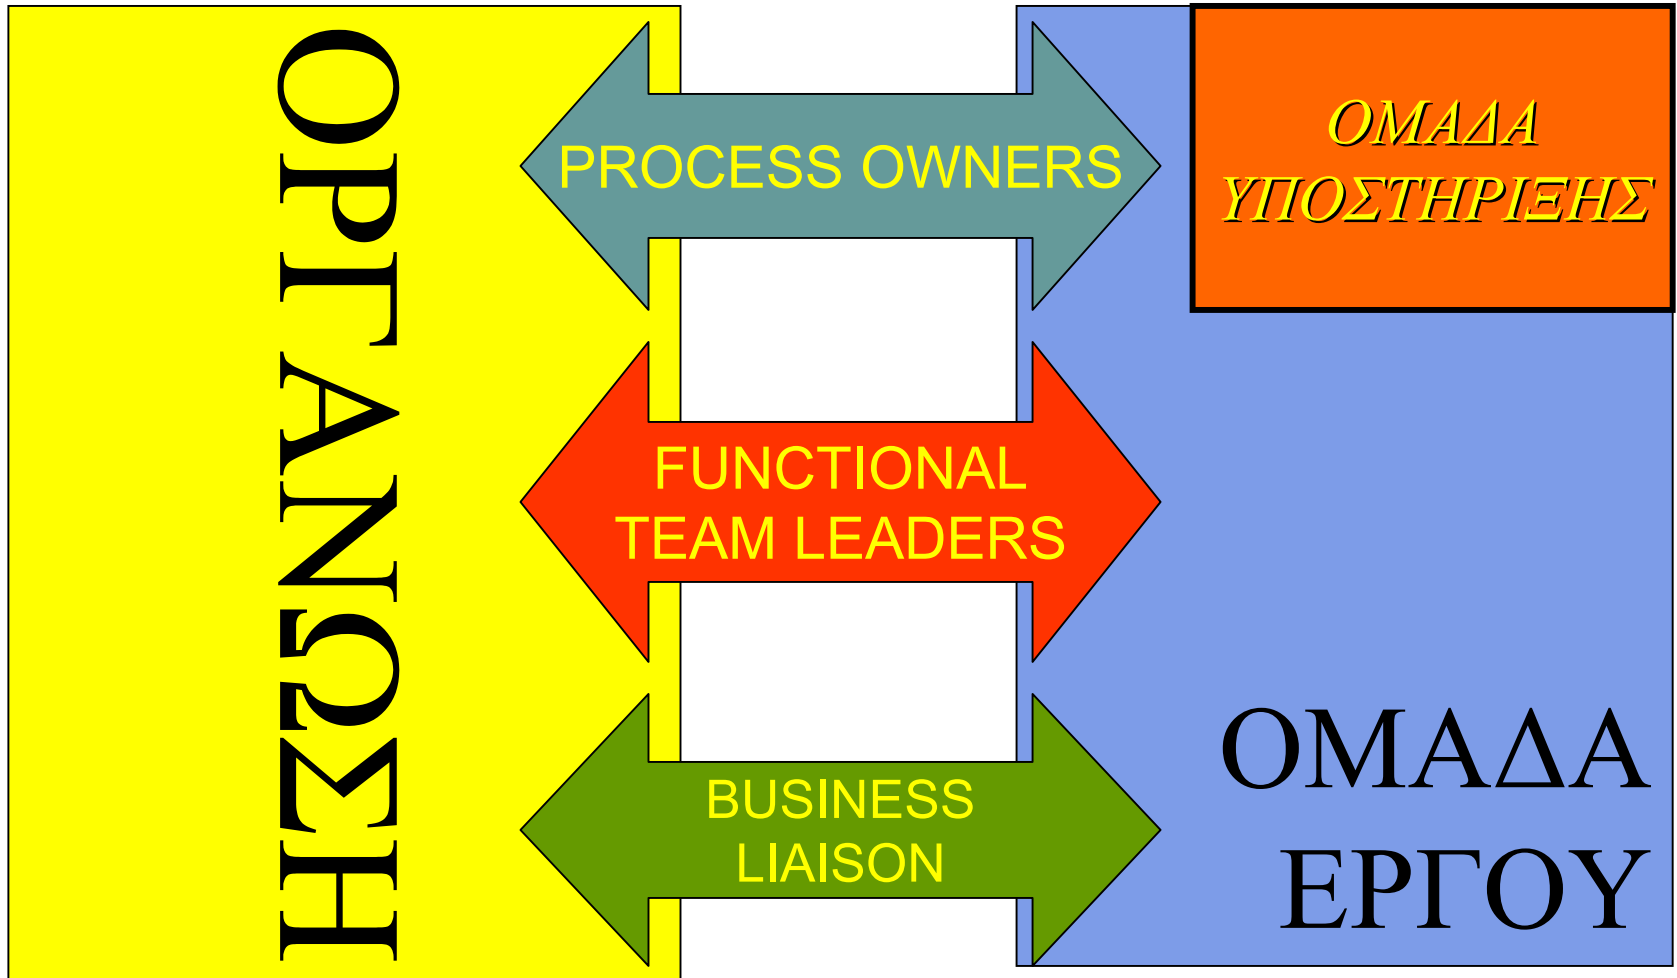 ΟΡΓΑΝΩΣΗ
PROCESS OWNERS
ΟΜΑΔΑ
ΥΠΟΣΤΗΡΙΞΗΣ
FUNCTIONAL
TEAM LEADERS
BUSINESS
LIAISON
ΟΜΑΔΑ
ΕΡΓΟΥ